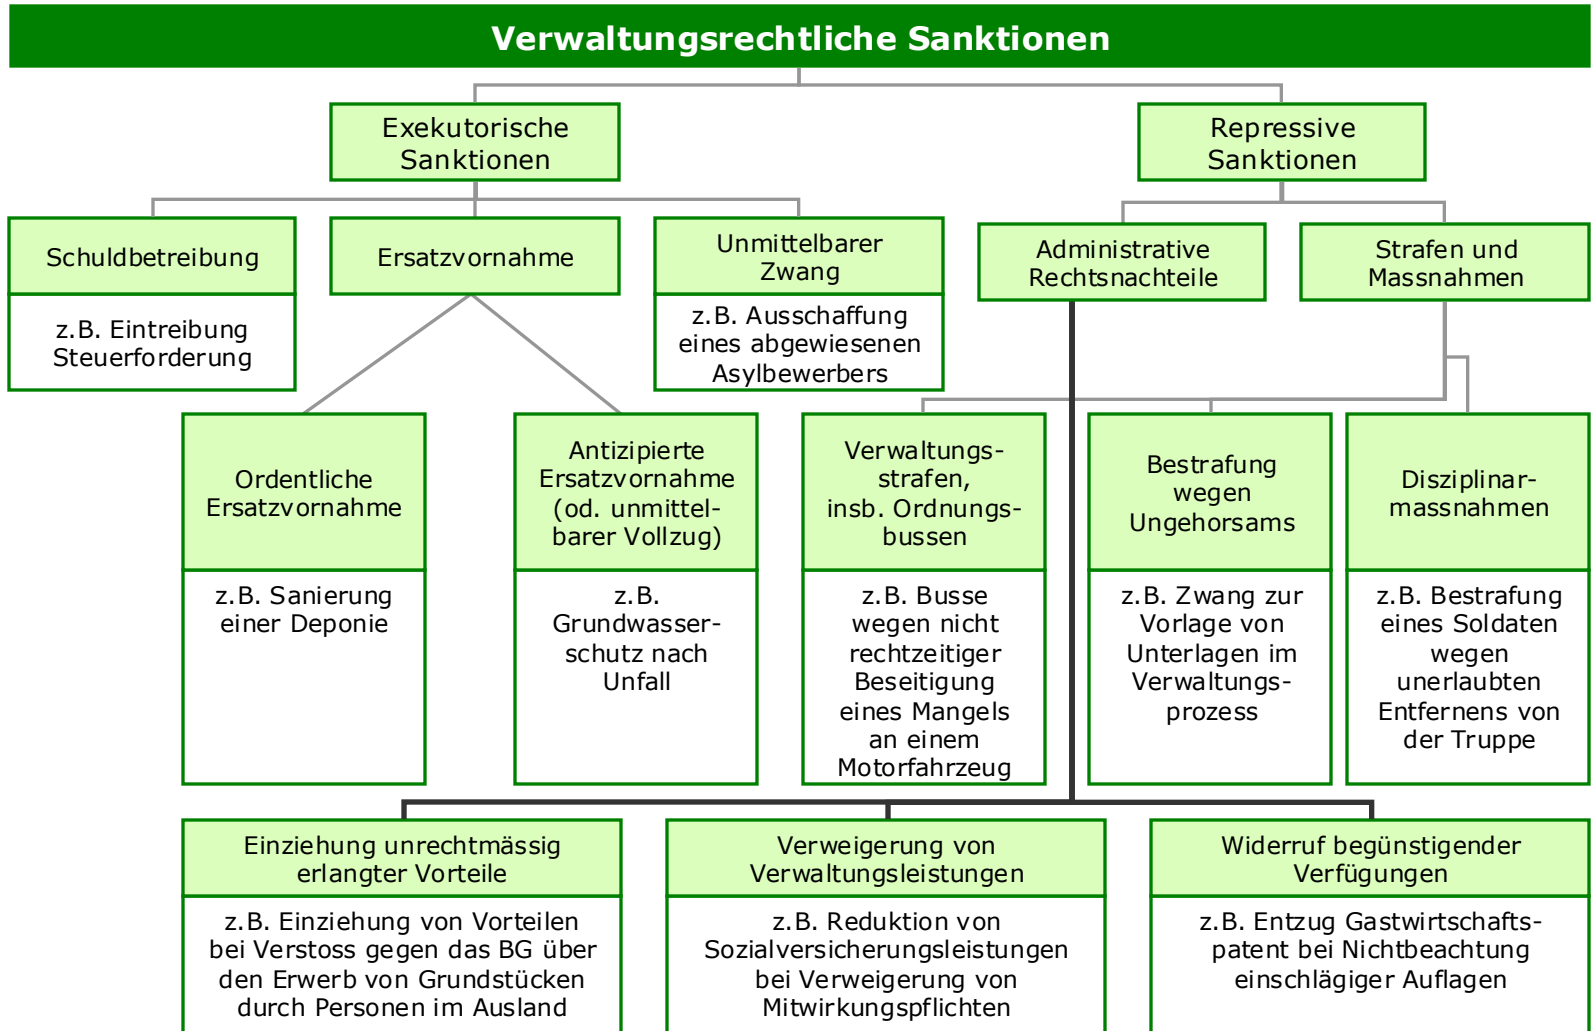 Verwaltungsrechtliche Sanktionen
Exekutorische
Sanktionen
Repressive
Sanktionen
Schuldbetreibung
z.B. Eintreibung
Steuerforderung
Ersatzvornahme
Unmittelbarer
Zwang
z.B. Ausschaffung
eines abgewiesenen
Asylbewerbers
Administrative
Rechtsnachteile
Strafen und
Massnahmen
Ordentliche
Ersatzvornahme
z.B. Sanierung
einer Deponie
Antizipierte
Ersatzvornahme
(od. unmittel-
barer Vollzug)
z.B.
Grundwasser-
schutz nach
Unfall
Verwaltungs-
strafen,
insb. Ordnungs-
bussen
z.B. Busse
wegen nicht
rechtzeitiger
Beseitigung
eines Mangels
an einem
Motorfahrzeug
Bestrafung
wegen
Ungehorsams
z.B. Zwang zur
Vorlage von
Unterlagen im
Verwaltungs-
prozess
Disziplinar-
massnahmen
z.B. Bestrafung
eines Soldaten
wegen
unerlaubten
Entfernens von
der Truppe
Einziehung unrechtmässig
erlangter Vorteile
z.B. Einziehung von Vorteilen
bei Verstoss gegen das BG über
den Erwerb von Grundstücken
durch Personen im Ausland
Verweigerung von
Verwaltungsleistungen
z.B. Reduktion von
Sozialversicherungsleistungen
bei Verweigerung von
Mitwirkungspflichten
Widerruf begünstigender
Verfügungen
z.B. Entzug Gastwirtschafts-
patent bei Nichtbeachtung
einschlägiger Auflagen